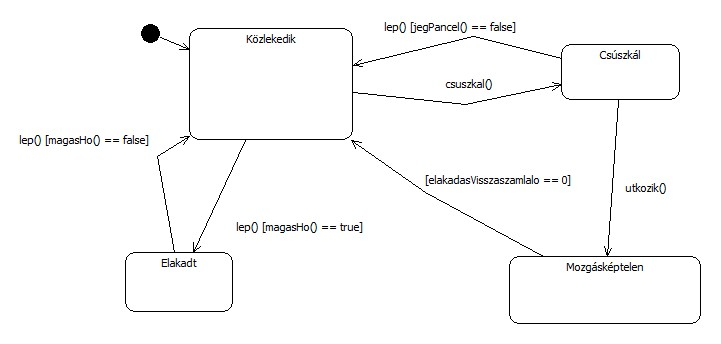 lep() [jegPancel() == false]
Közlekedik
Csúszkál
csuszkal()
lep() [magasHo() == false]
[elakadasVisszaszamlalo == 0]
utkozik()
lep() [magasHo() == true]
Elakadt
Mozgásképtelen